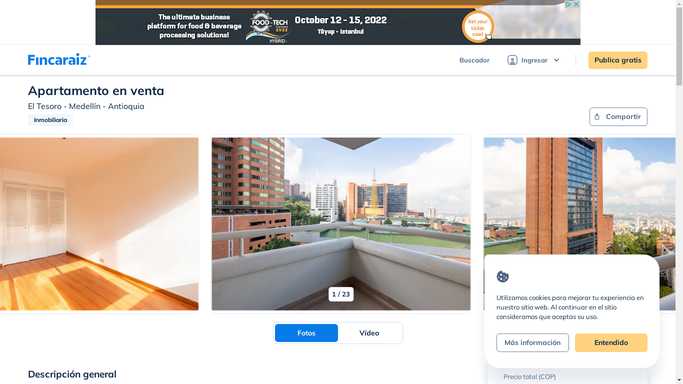 The ultimate business
platform for food & beverage
processing solutions!
FOOD-TECH
HYBRID
October 12 - 15, 2022
Tüyap - Istanbul
Get your
ticket
now!
Fincaraíz
Buscador
Ingresar
Publica gratis
Apartamento en venta
El Tesoro - Medellín - Antioquia
Inmobiliaria
Compartir
1 / 23
Fotos
Vídeo
Utilizamos cookies para mejorar tu experiencia en
nuestro sitio web. Al continuar en el sitio
consideramos que aceptas su uso.
Más información
Entendido
Descripción general
Precio total (COP)